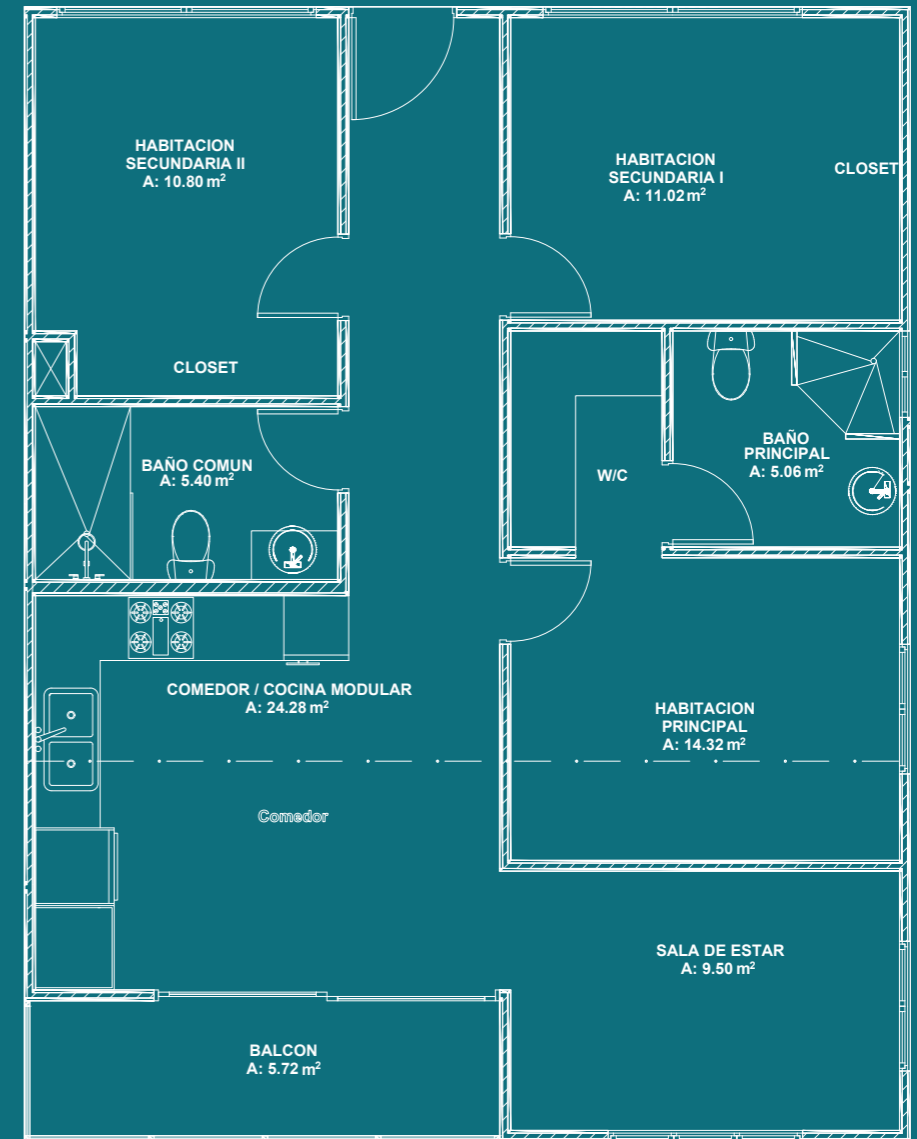 HABITACION
SECUNDARIA II
A: 10.80 m²
HABITACION
SECUNDARIA I
A: 11.02 m²
CLOSET
CLOSET
BAÑO COMUN
A: 5.40 m²
W/C
BAÑO
PRINCIPAL
A: 5.06 m²
COMEDOR / COCINA MODULAR
A: 24.28 m²
HABITACION
PRINCIPAL
A: 14.32 m²
Comedor
SALA DE ESTAR
A: 9.50 m²
BALCON
A: 5.72 m²